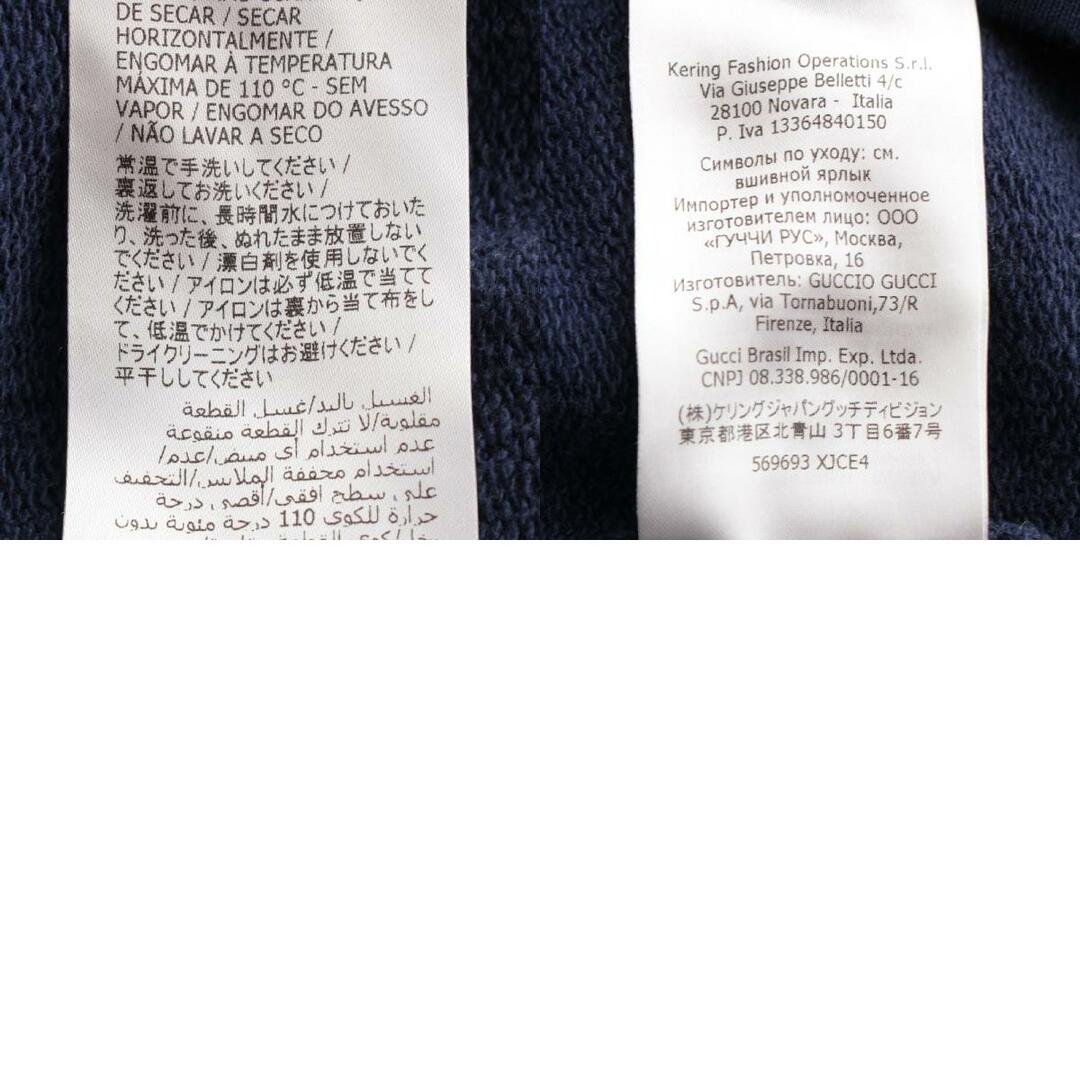 DE SECAR / SECAR
HORIZONTALMENTE /
ENGOMAR À TEMPERATURA
MÁXIMA DE 110 °C - SEM
VAPOR / ENGOMAR DO AVESSO
/ NÃO LAVAR A SECO
常温で手洗いしてください /
裏返してお洗いください /
洗濯前に、長時間水につけておいた
り、洗った後、ぬれたまま放置しない
でください / 漂白剤を使用しないでく
ださい / アイロンは必ず低温で当てて
ください / アイロンは裏から当て布をし
て、低温でかけてください /
ドライクリーニングはお避けください /
平干ししてください
الغسيل باليد/غسل القطعة
مقلوبة/لا تترك القطعة منقوعة
عدم استخدام أي مبيض/عدم/
استخدام مجففة الملابس/التجفيف
على سطح افقي/أقصى درجة
حرارة للكوي 110 درجة مئوية بدون
Kering Fashion Operations S.r.l.
Via Giuseppe Belletti 4/c
28100 Novara - Italia
P. Iva 13364840150
Символы по уходу: см.
вшивной ярлык
Импортер и уполномоченное
изготовителем лицо: ООО
«ГУЧЧИ РУС», Москва,
Петровка, 16
Изготовитель: GUCCIO GUCCI
S.p.A, via Tornabuoni,73/R
Firenze, Italia
Gucci Brasil Imp. Exp. Ltda.
CNPJ 08.338.986/0001-16
(株)ケリングジャパングッチディビジョン
東京都港区北青山 3丁目6番7号
569693 XJCE4